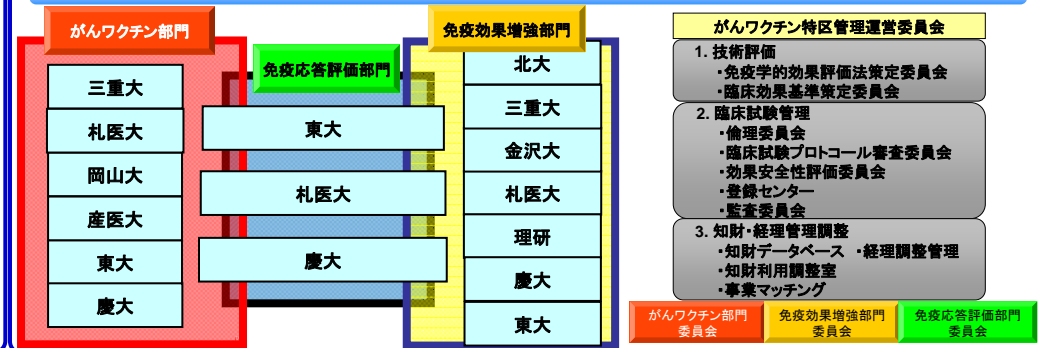 がんワクチン部門
三重大
札医大
岡山大
産医大
東大
慶大
免疫応答評価部門
東大
札医大
慶大
免疫効果増強部門
北大
三重大
金沢大
札医大
理研
慶大
東大
がんワクチン特区管理運営委員会
1. 技術評価
・免疫学的効果評価法策定委員会
・臨床効果基準策定委員会
2. 臨床試験管理
・倫理委員会
・臨床試験プロトコール審査委員会
・効果安全性評価委員会
・登録センター
・監査委員会
3. 知財・経理管理調整
・知財データベース ・経理調整管理
・知財利用調整室
・事業マッチング
がんワクチン部門
委員会
免疫効果増強部門
委員会
免疫応答評価部門
委員会